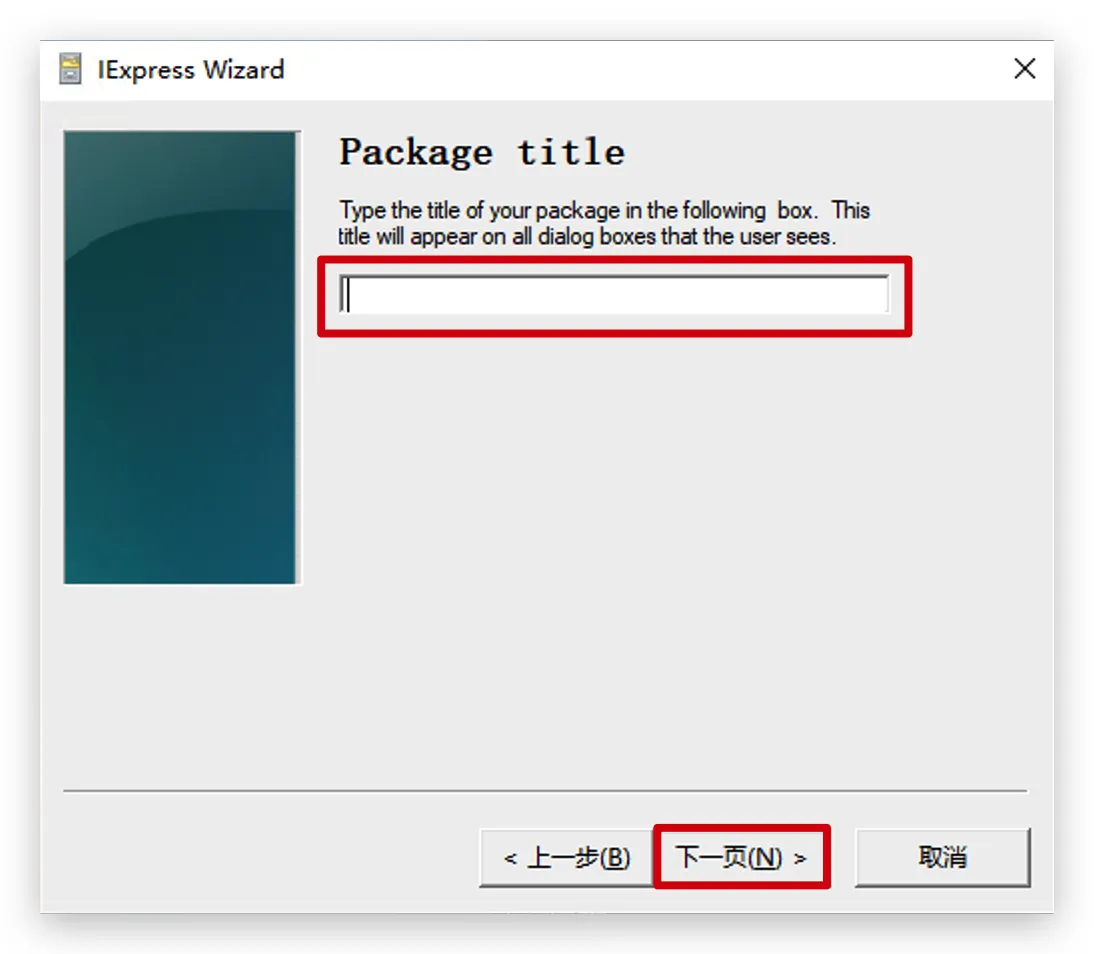 IExpress Wizard
Package title
Type the title of your package in the following  box.  This
title will appear on all dialog boxes that the user sees.
< 上一步(B)
下一页(N) >
取消